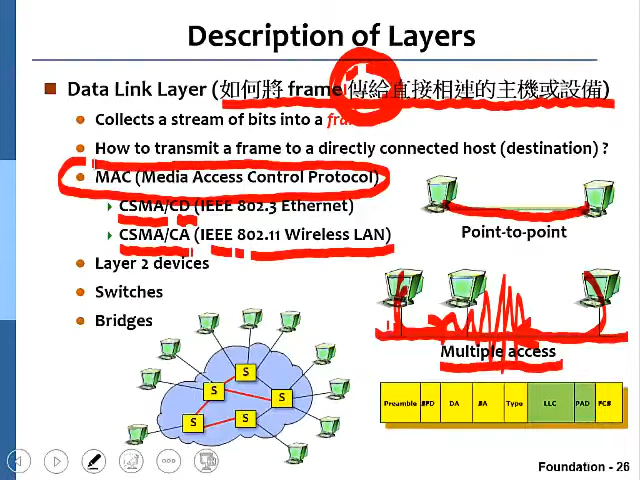 Description of Layers
Data Link Layer (如何將 frame 傳給直接相連的主機或設備)
Collects a stream of bits into a
How to transmit a frame to a directly connected host (destination) ?
MAC (Media Access Control Protocol)
CSMA/CD (IEEE 802.3 Ethernet)
CSMA/CA (IEEE 802.11 Wireless LAN)
Layer 2 devices
Switches
Bridges
Point-to-point
Multiple access
S
S
S
S
S
Preamble SFD DA SA Type LLC PAD FCS
Foundation - 26